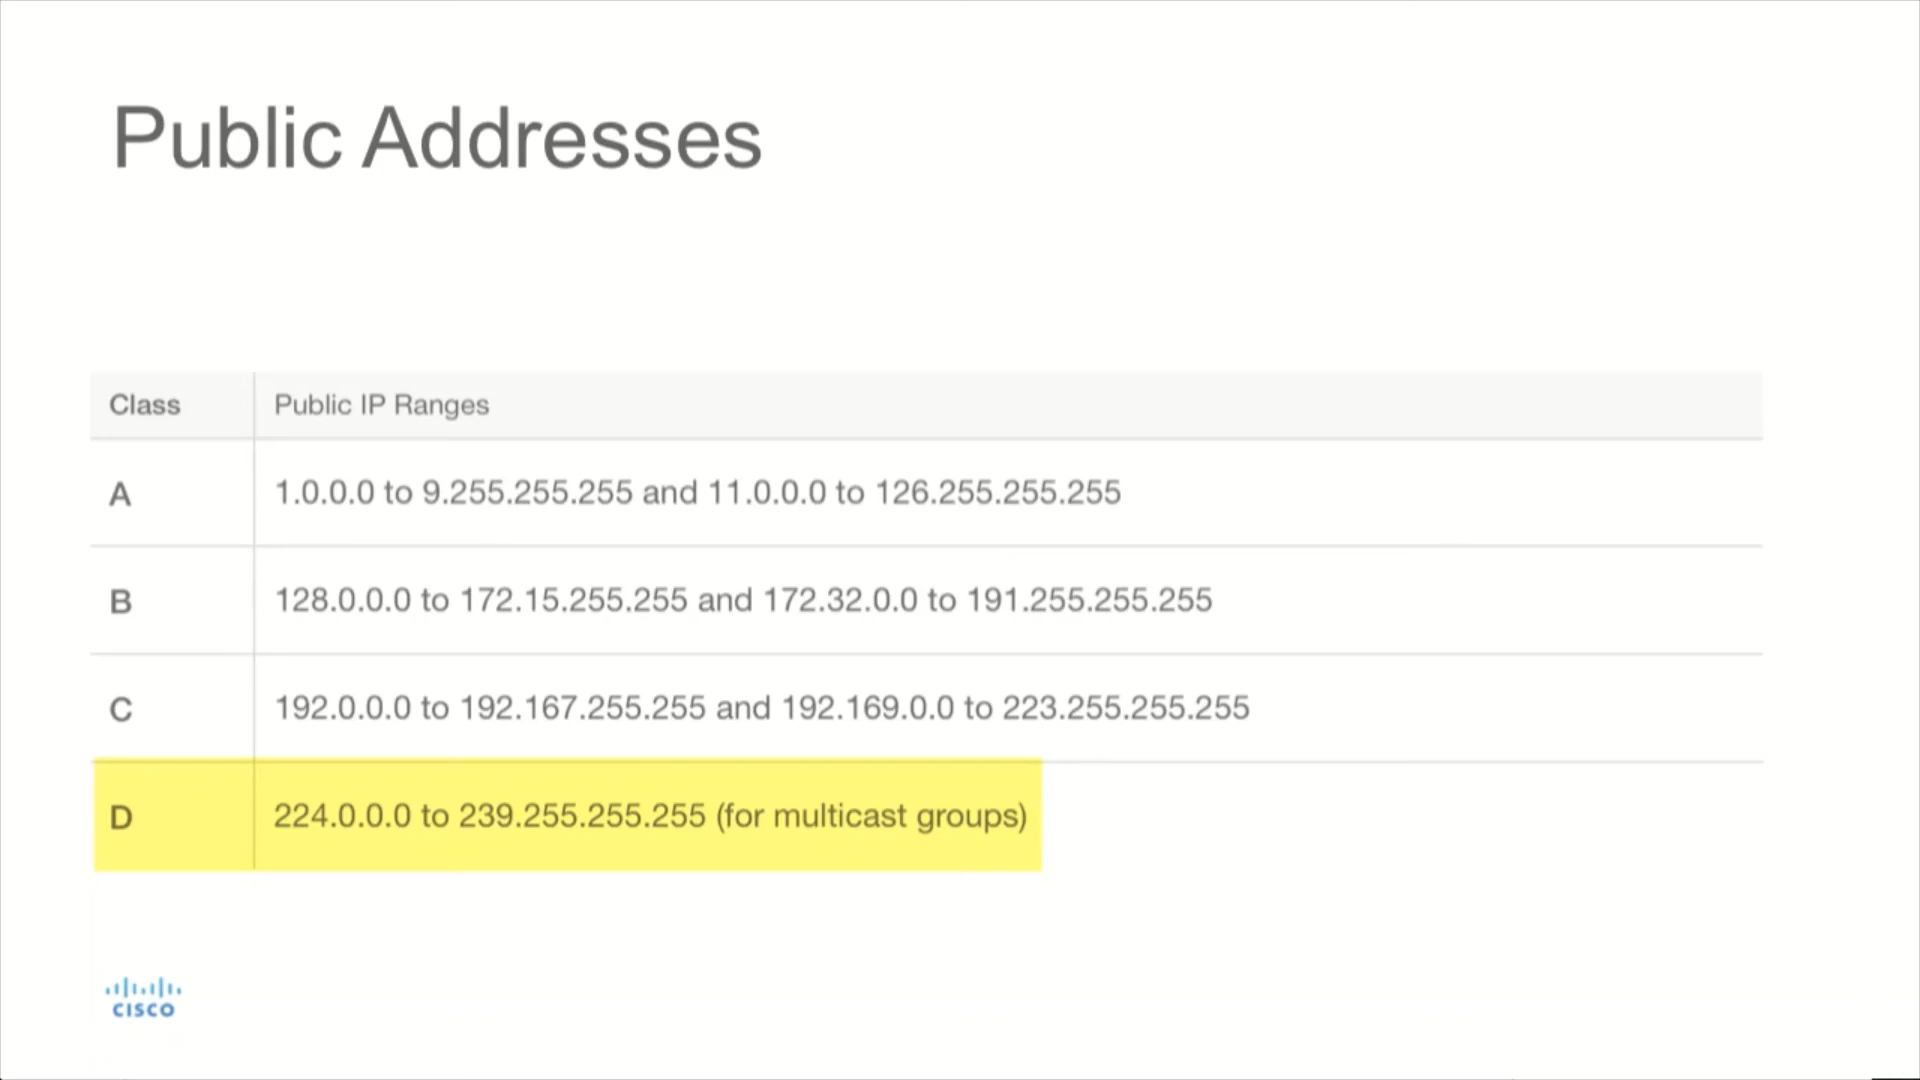 Public Addresses
Class Public IP Ranges
A 1.0.0.0 to 9.255.255.255 and 11.0.0.0 to 126.255.255.255
B 128.0.0.0 to 172.15.255.255 and 172.32.0.0 to 191.255.255.255
C 192.0.0.0 to 192.167.255.255 and 192.169.0.0 to 223.255.255.255
D 224.0.0.0 to 239.255.255.255 (for multicast groups)
CISCO